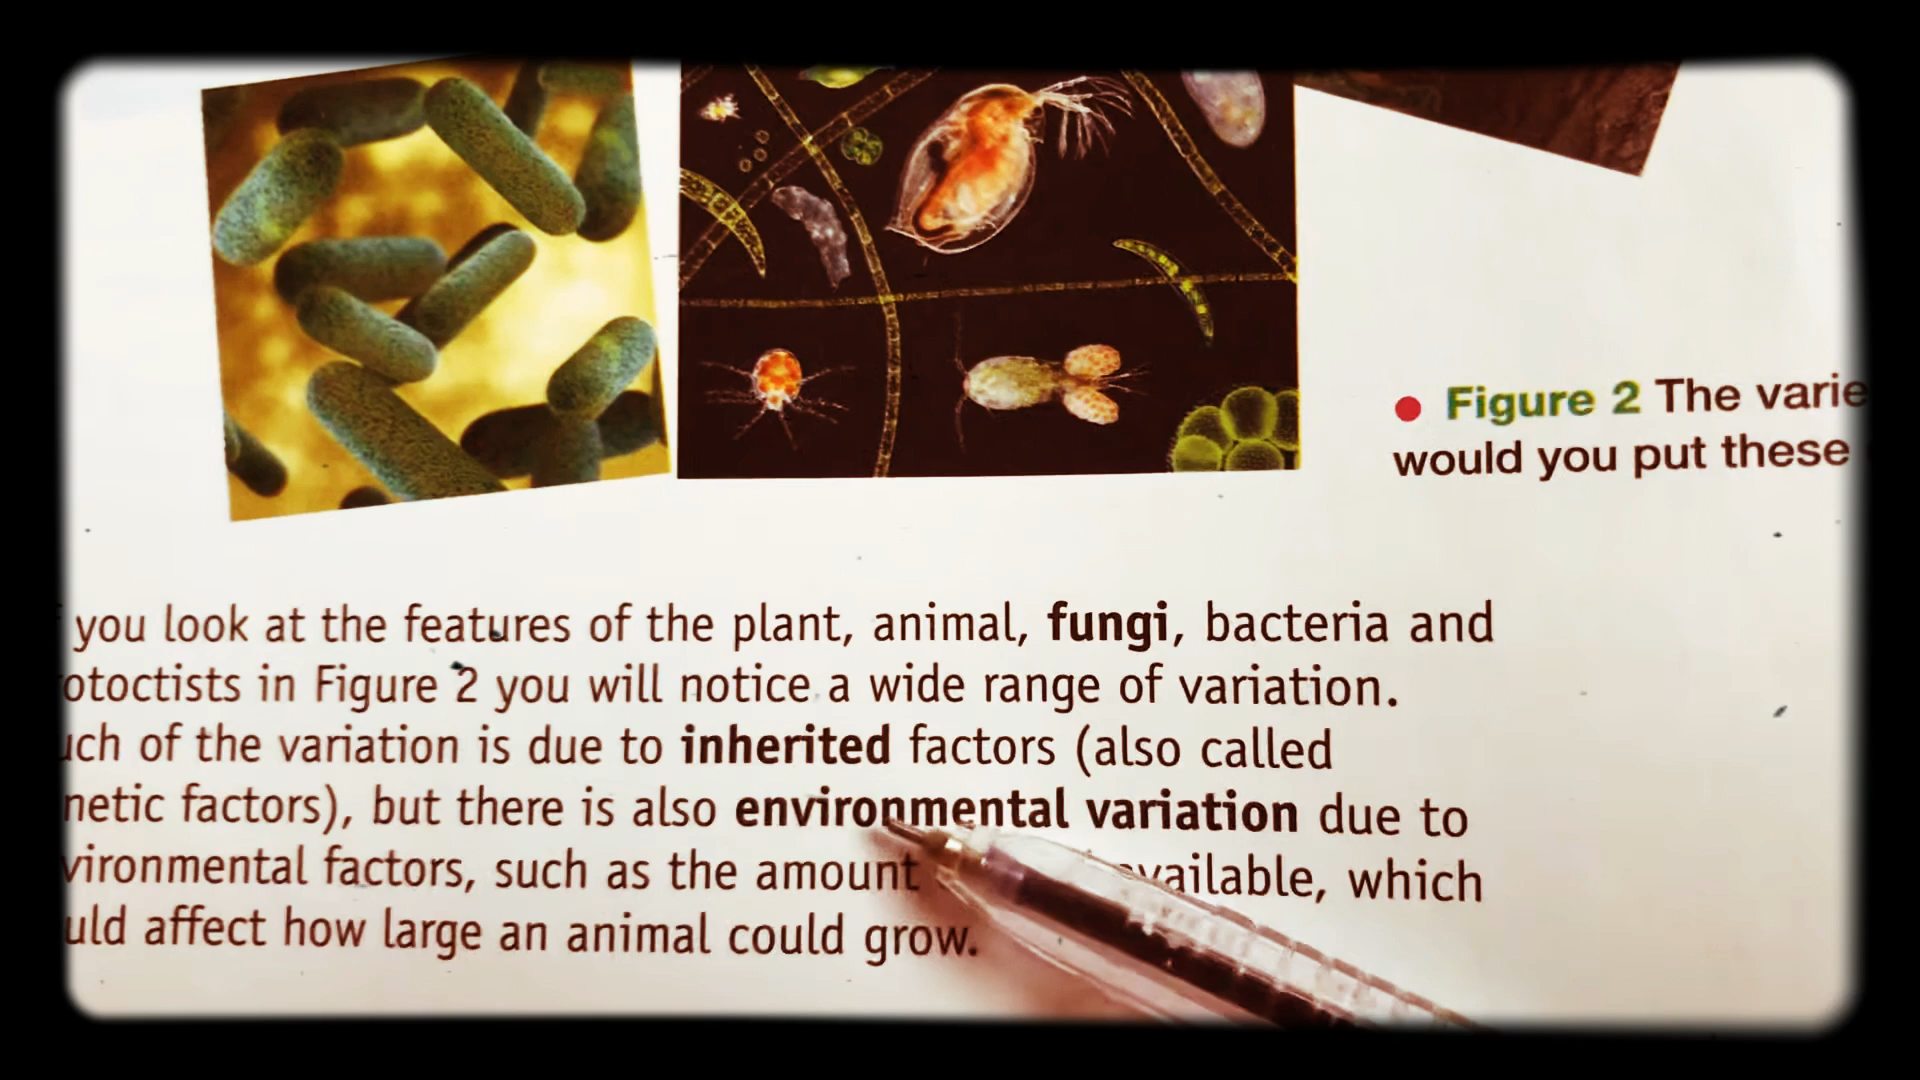 Figure 2 The varie
would you put these
you look at the features of the plant, animal, fungi, bacteria and
otoctists in Figure 2 you will notice a wide range of variation.
uch of the variation is due to inherited factors (also called
netic factors), but there is also environmental variation due to
vironmental factors, such as the amount available, which
uld affect how large an animal could grow.